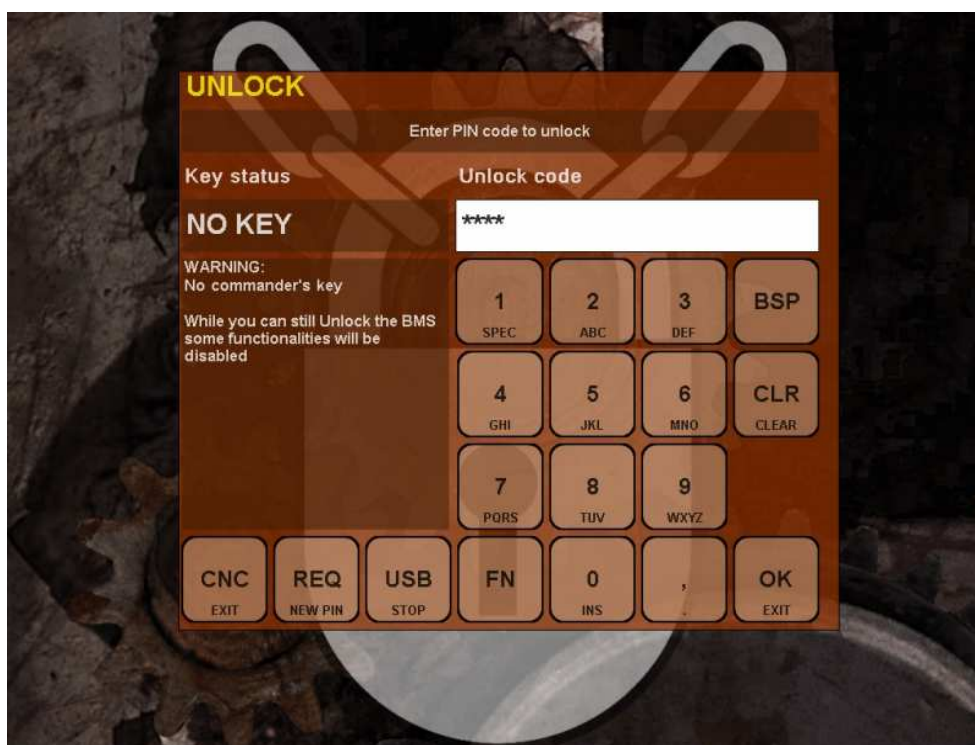 UNLOCK
Enter PIN code to unlock
Key status
Unlock code
NO KEY
****
WARNING:
No commander's key
While you can still Unlock the BMS
some functionalities will be
disabled
1
SPEC
2
ABC
3
DEF
BSP
4
GHI
5
JKL
6
MNO
CLR
CLEAR
7
PQRS
8
TUV
9
WXYZ
CNC
EXIT
REQ
NEW PIN
USB
STOP
FN
0
INS
,
.
OK
EXIT